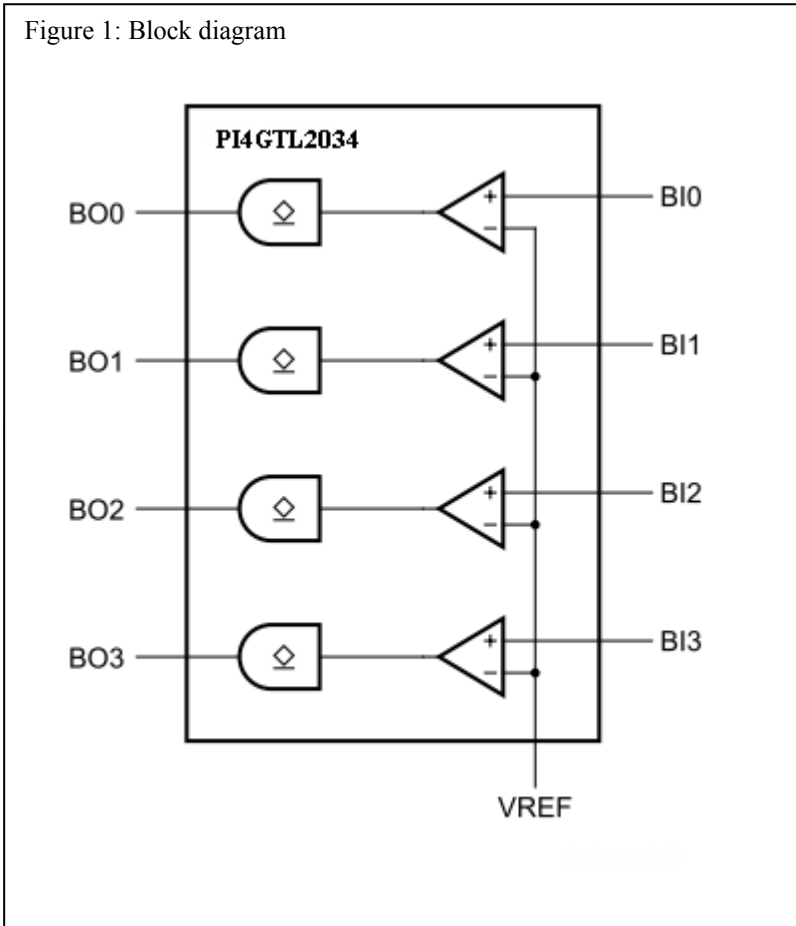 Figure 1: Block diagram
PI4GTL2034
BO0
+
−
BI0
BO1
+
−
BI1
BO2
+
−
BI2
BO3
+
−
BI3
VREF